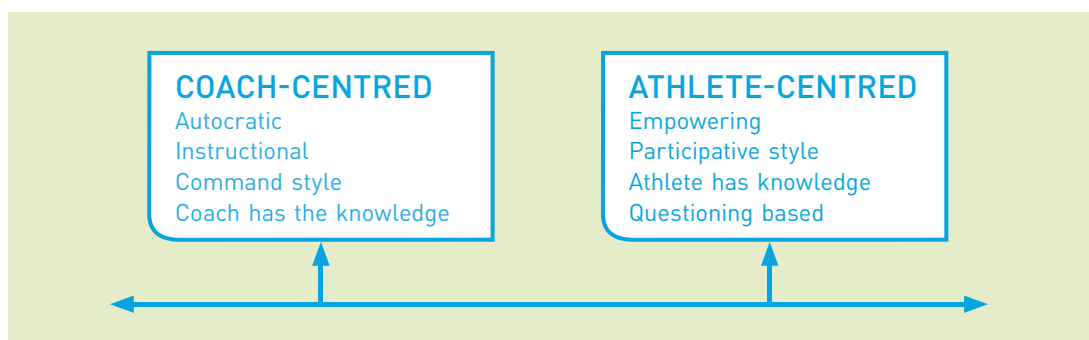 COACH-CENTRED
Autocratic
Instructional
Command style
Coach has the knowledge
ATHLETE-CENTRED
Empowering
Participative style
Athlete has knowledge
Questioning based